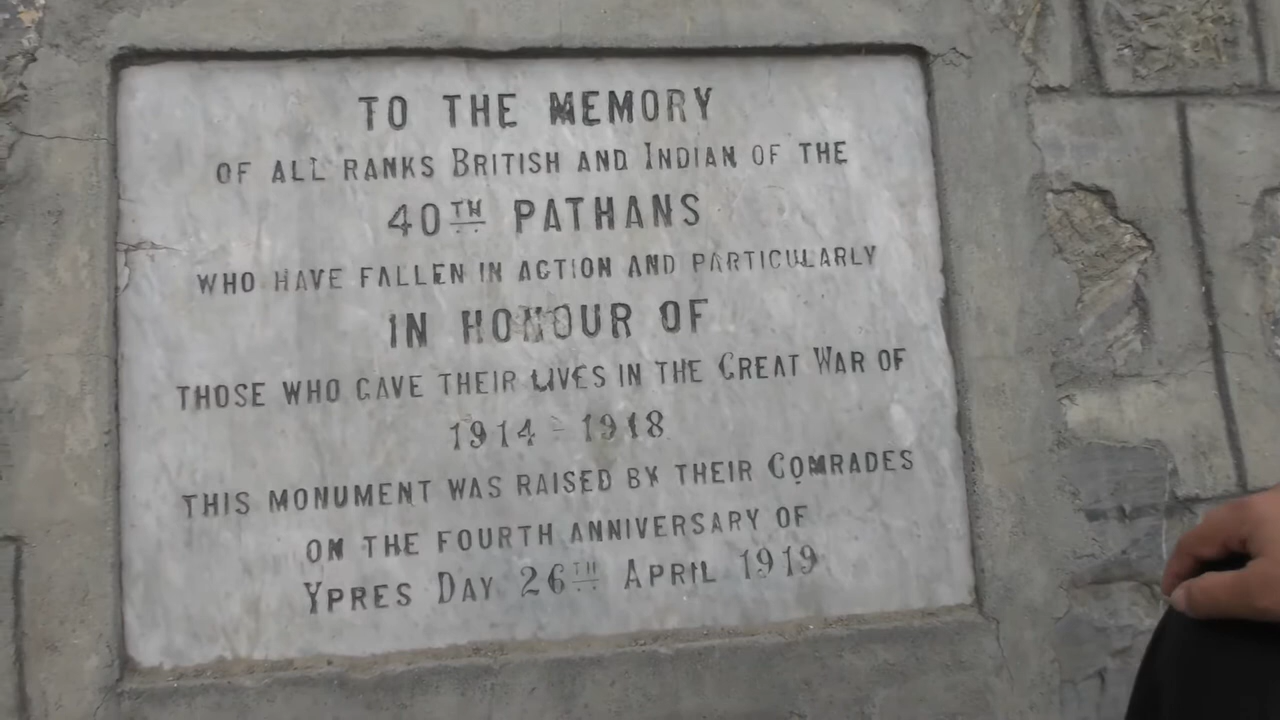 TO THE MEMORY
OF ALL RANKS BRITISH AND INDIAN OF THE
40TH PATHANS
WHO HAVE FALLEN IN ACTION AND PARTICULARLY
IN HONOUR OF
THOSE WHO GAVE THEIR LIVES IN THE GREAT WAR OF
1914 - 1918
THIS MONUMENT WAS RAISED BY THEIR COMRADES
ON THE FOURTH ANNIVERSARY OF
YPRES DAY 26TH APRIL 1919